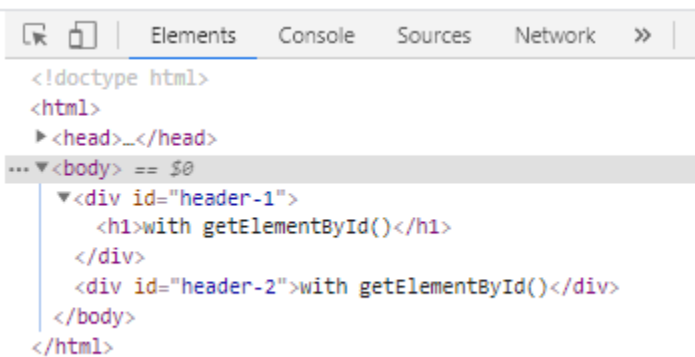 Elements Console Sources Network »
<!doctype html>
<html>
▶<head>…</head>
… ▼<body> == $0
▼<div id="header-1">
<h1>with getElementById()</h1>
</div>
<div id="header-2">with getElementById()</div>
</body>
</html>